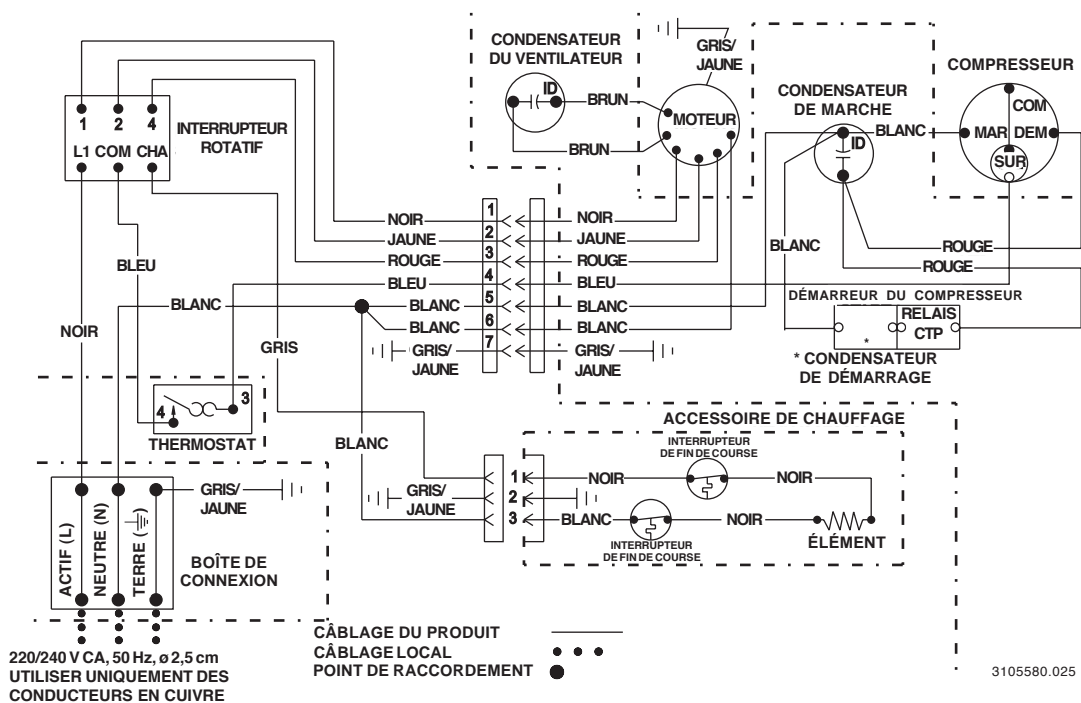 CONDENSATEUR
DU VENTILATEUR
ID
BRUN
BRUN
GRIS/
JAUNE
MOTEUR
CONDENSATEUR
DE MARCHE
ID
BLANC
COMPRESSEUR
COM
MAR DEM
SUR
1 2 4
L1 COM CHA
INTERRUPTEUR
ROTATIF
NOIR 1 NOIR
JAUNE 2 JAUNE
ROUGE 3 ROUGE
BLEU 4 BLEU
BLANC 5 BLANC
BLANC 6 BLANC
GRIS/
JAUNE
7
GRIS/
JAUNE
BLEU
BLANC
NOIR
GRIS
BLANC
ROUGE
ROUGE
DÉMARREUR DU COMPRESSEUR
*
RELAIS
CTP
* CONDENSATEUR
DE DÉMARRAGE
4 3
THERMOSTAT
BLANC
ACCESSOIRE DE CHAUFFAGE
INTERRUPTEUR
DE FIN DE COURSE
1 NOIR NOIR
GRIS/
JAUNE
2
3 BLANC NOIR
INTERRUPTEUR
DE FIN DE COURSE
ÉLÉMENT
ACTIF (L)
NEUTRE (N)
TERRE ( )
GRIS/
JAUNE
BOÎTE DE
CONNEXION
220/240 V CA, 50 Hz, ø 2,5 cm
UTILISER UNIQUEMENT DES
CONDUCTEURS EN CUIVRE
CÂBLAGE DU PRODUIT
CÂBLAGE LOCAL
POINT DE RACCORDEMENT
3105580.025